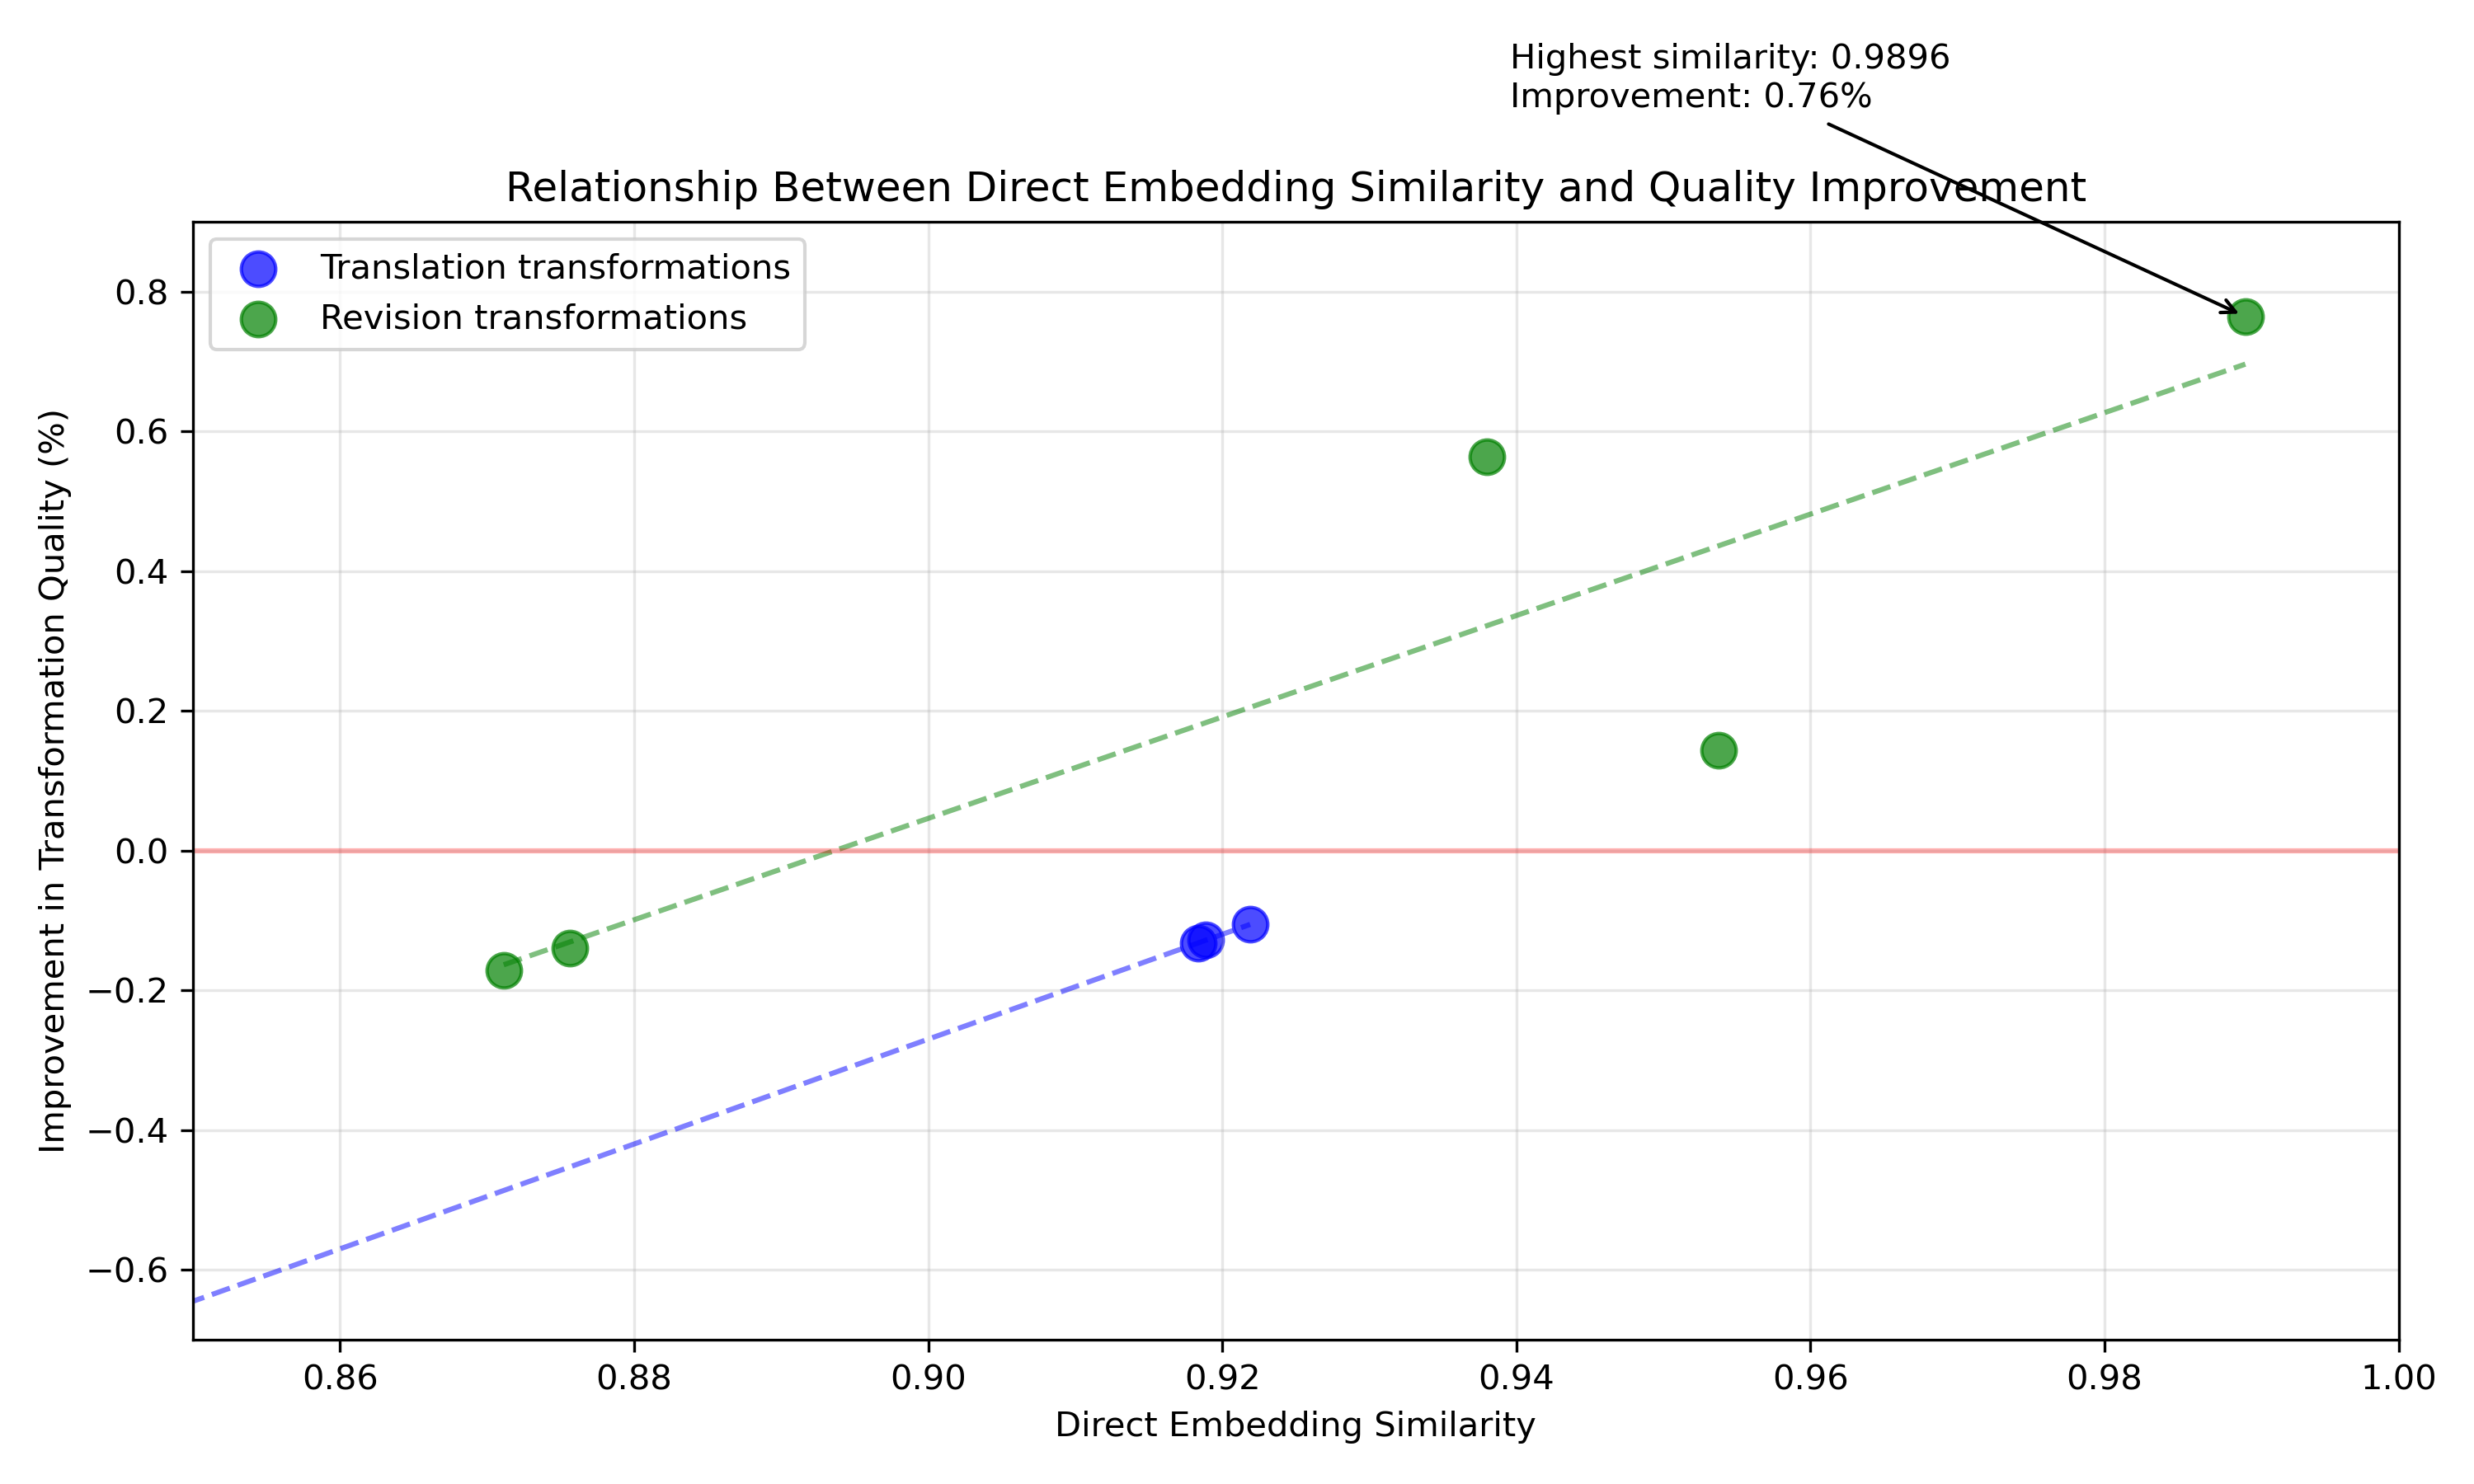 Highest similarity: 0.9896
Improvement: 0.76%
Relationship Between Direct Embedding Similarity and Quality Improvement
Translation transformations
Revision transformations
Improvement in Transformation Quality (%)
0.8
0.6
0.4
0.2
0.0
−0.2
−0.4
−0.6
0.86 0.88 0.90 0.92 0.94 0.96 0.98 1.00
Direct Embedding Similarity